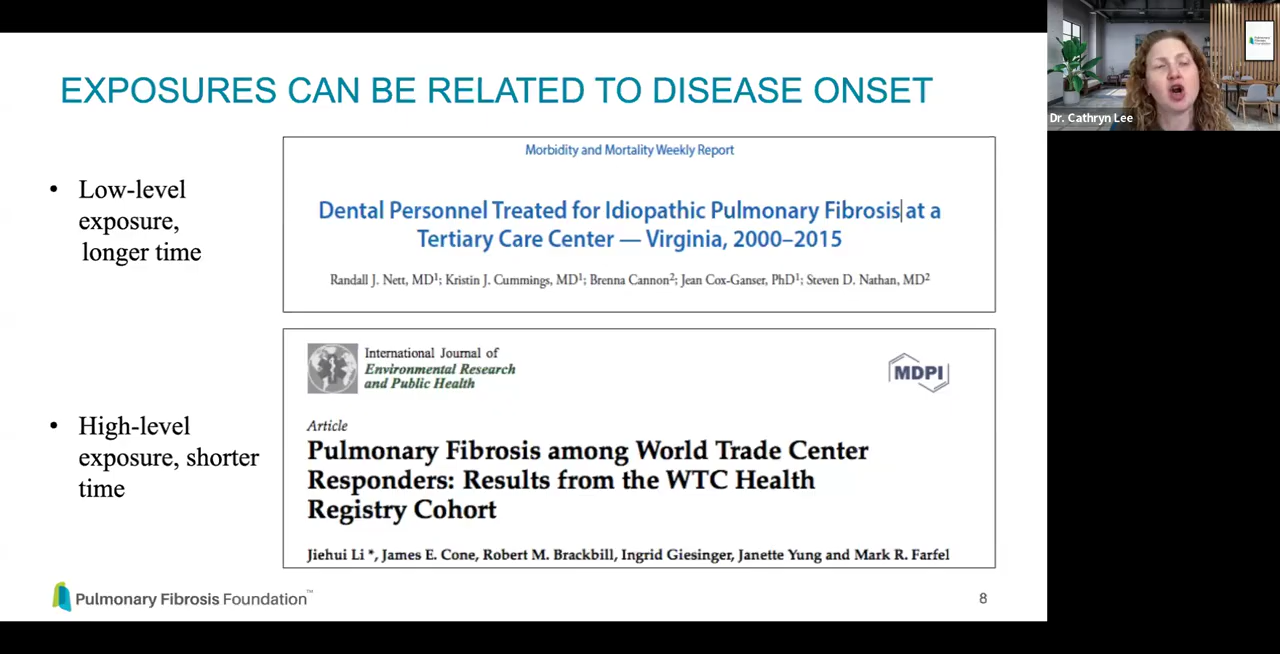 EXPOSURES CAN BE RELATED TO DISEASE ONSET
• Low-level
exposure,
longer time
Morbidity and Mortality Weekly Report
Dental Personnel Treated for Idiopathic Pulmonary Fibrosis at a
Tertiary Care Center — Virginia, 2000–2015
Randall J. Nett, MD¹; Kristin J. Cummings, MD¹; Brenna Cannon²; Jean Cox-Ganser, PhD¹; Steven D. Nathan, MD²
• High-level
exposure, shorter
time
International Journal of
Environmental Research
and Public Health
MDPI
Article
Pulmonary Fibrosis among World Trade Center
Responders: Results from the WTC Health
Registry Cohort
Jiehui Li *, James E. Cone, Robert M. Brackbill, Ingrid Giesinger, Janette Yung and Mark R. Farfel
Pulmonary Fibrosis Foundation™
8
Dr. Cathryn Lee